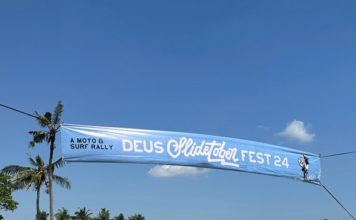 A MOTO &
SURF RALLY
DEUS Slidetober FEST 24